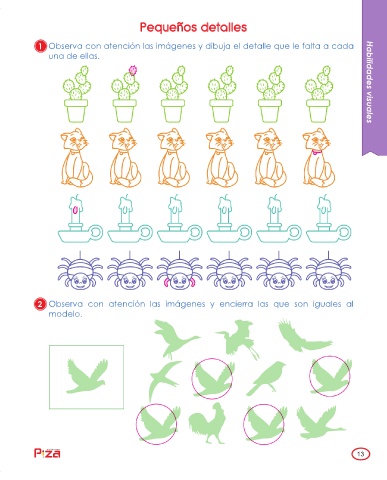 Pequeños detalles
1 Observa con atención las imágenes y dibuja el detalle que le falta a cada
una de ellas.
Habilidades visuales
2 Observa con atención las imágenes y encierra las que son iguales al
modelo.
Piza
13